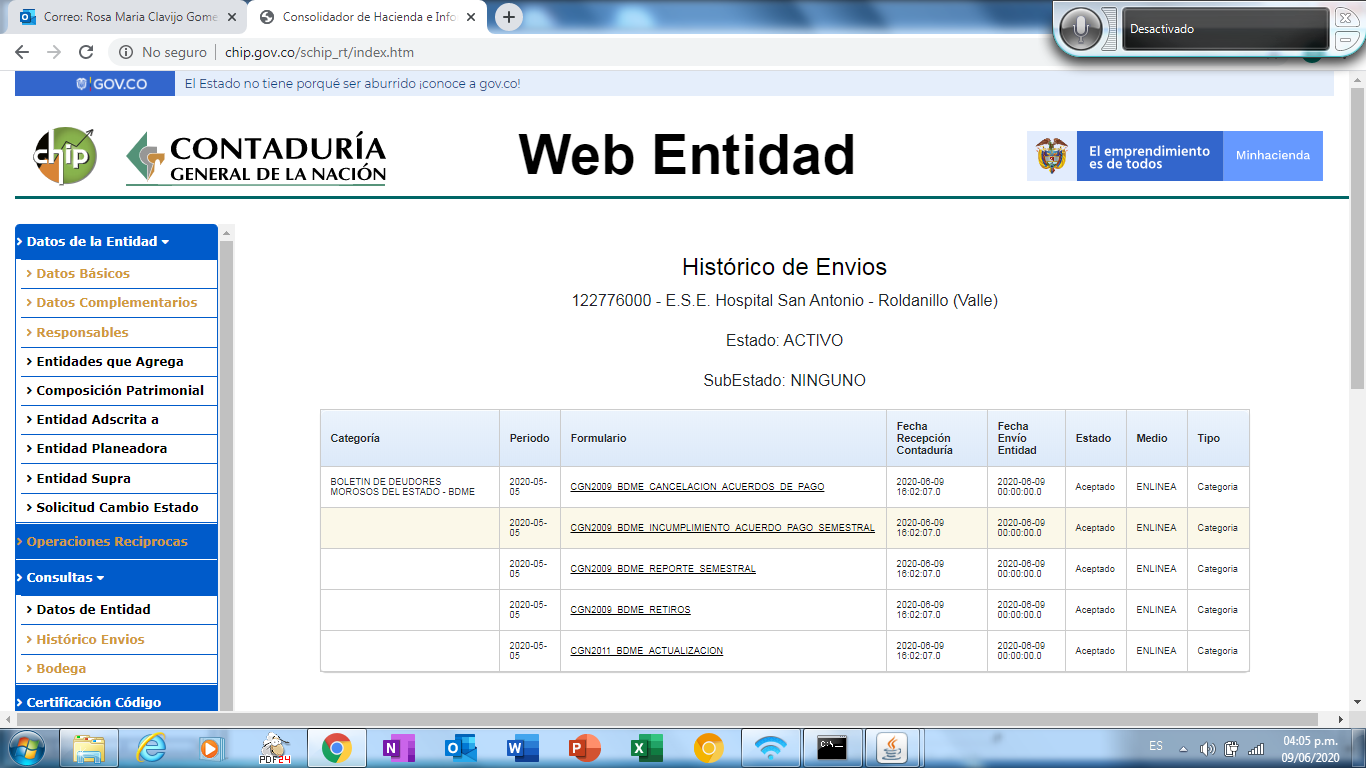 Correo: Rosa Maria Clavijo Gome
Consolidador de Hacienda e Info
Desactivado
No seguro
chip.gov.co/schip_rt/index.htm
GOV.CO
El Estado no tiene porqué ser aburrido ¡conoce a gov.co!
chip
CONTADURÍA
GENERAL DE LA NACIÓN
Web Entidad
El emprendimiento
es de todos
Minhacienda
Datos de la Entidad
Datos Básicos
Datos Complementarios
Responsables
Entidades que Agrega
Composición Patrimonial
Entidad Adscrita a
Entidad Planeadora
Entidad Supra
Solicitud Cambio Estado
Operaciones Reciprocas
Consultas
Datos de Entidad
Histórico Envios
Bodega
Certificación Código
Histórico de Envios
122776000 - E.S.E. Hospital San Antonio - Roldanillo (Valle)
Estado: ACTIVO
SubEstado: NINGUNO
Categoría Periodo Formulario Fecha Recepción Contaduría Fecha Envío Entidad Estado Medio Tipo
BOLETIN DE DEUDORES MOROSOS DEL ESTADO - BDME 2020-05-05 CGN2009_BDME_CANCELACION_ACUERDOS_DE_PAGO 2020-06-09 16:02:07.0 2020-06-09 00:00:00.0 Aceptado ENLINEA Categoria
2020-05-05 CGN2009_BDME_INCUMPLIMIENTO_ACUERDO_PAGO_SEMESTRAL 2020-06-09 16:02:07.0 2020-06-09 00:00:00.0 Aceptado ENLINEA Categoria
2020-05-05 CGN2009_BDME_REPORTE_SEMESTRAL 2020-06-09 16:02:07.0 2020-06-09 00:00:00.0 Aceptado ENLINEA Categoria
2020-05-05 CGN2009_BDME_RETIROS 2020-06-09 16:02:07.0 2020-06-09 00:00:00.0 Aceptado ENLINEA Categoria
2020-05-05 CGN2011_BDME_ACTUALIZACION 2020-06-09 16:02:07.0 2020-06-09 00:00:00.0 Aceptado ENLINEA Categoria
PDF24
ES
04:05 p.m.
09/06/2020